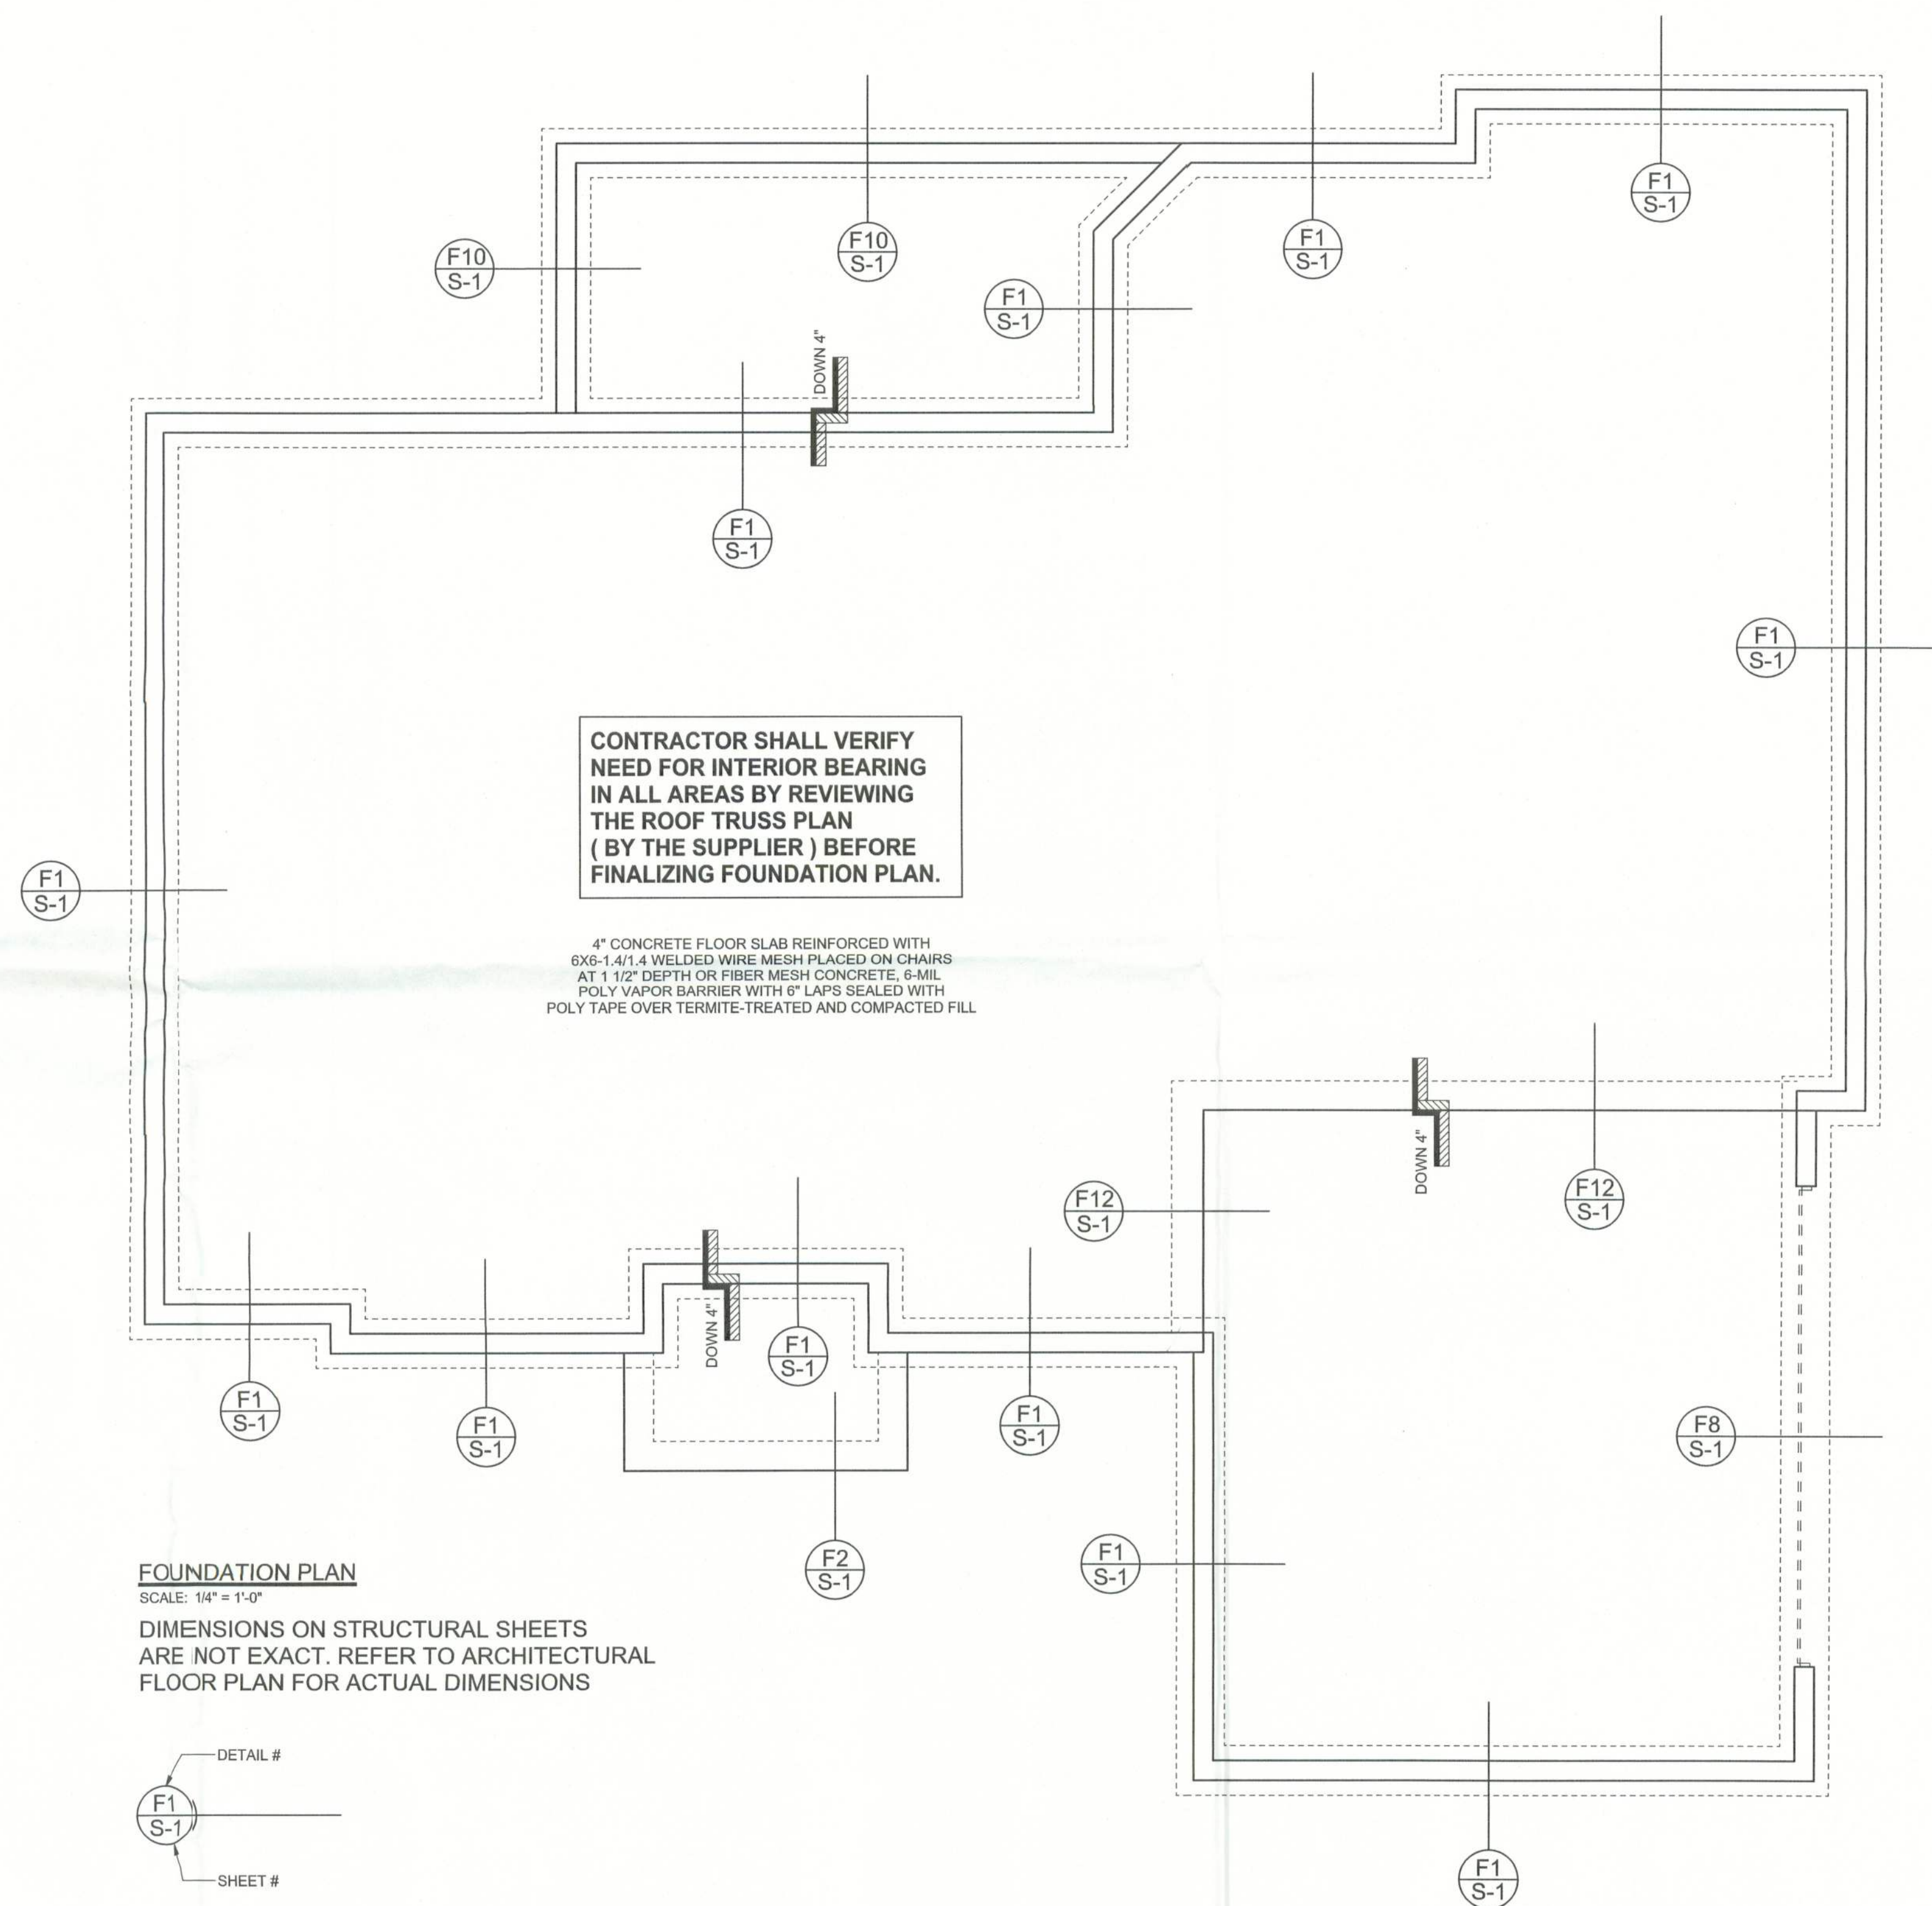 F1
S-1
F10
S-1
F1
S-1
F10
S-1
F1
S-1
DOWN 4"
F1
S-1
F1
S-1
CONTRACTOR SHALL VERIFY
NEED FOR INTERIOR BEARING
IN ALL AREAS BY REVIEWING
THE ROOF TRUSS PLAN
( BY THE SUPPLIER ) BEFORE
FINALIZING FOUNDATION PLAN.
F1
S-1
4" CONCRETE FLOOR SLAB REINFORCED WITH
6X6-1.4/1.4 WELDED WIRE MESH PLACED ON CHAIRS
AT 1 1/2" DEPTH OR FIBER MESH CONCRETE, 6-MIL
POLY VAPOR BARRIER WITH 6" LAPS SEALED WITH
POLY TAPE OVER TERMITE-TREATED AND COMPACTED FILL
DOWN 4"
F12
S-1
F12
S-1
DOWN 4"
F1
S-1
F1
S-1
F1
S-1
F1
S-1
F8
S-1
F2
S-1
F1
S-1
FOUNDATION PLAN
SCALE: 1/4" = 1'-0"
DIMENSIONS ON STRUCTURAL SHEETS
ARE NOT EXACT. REFER TO ARCHITECTURAL
FLOOR PLAN FOR ACTUAL DIMENSIONS
DETAIL #
F1
S-1
SHEET #
F1
S-1